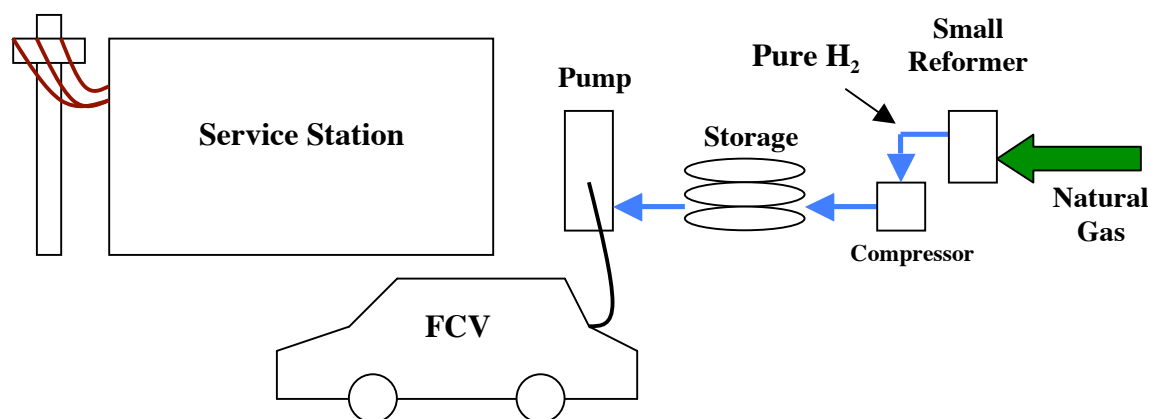 Small
Reformer
Pure H₂
Pump
Storage
Service Station
Natural
Gas
Compressor
FCV